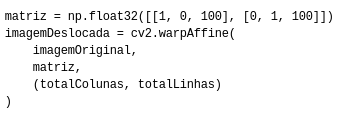 matriz = np.float32([[1, 0, 100], [0, 1, 100]])
imagemDeslocada = cv2.warpAffine(
    imagemOriginal,
    matriz,
    (totalColunas, totalLinhas)
)